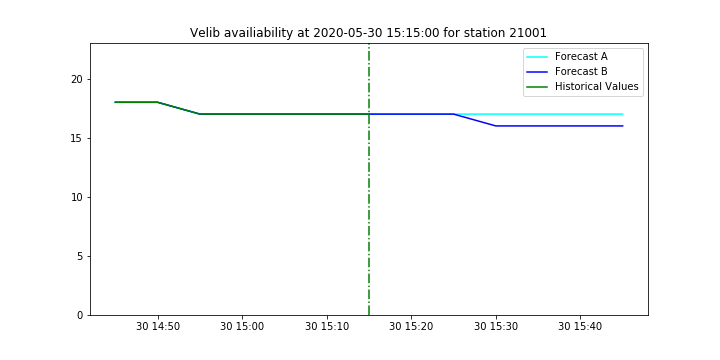 Velib availiability at 2020-05-30 15:15:00 for station 21001
Forecast A
Forecast B
Historical Values
20
15
10
5
0
30 14:50 30 15:00 30 15:10 30 15:20 30 15:30 30 15:40